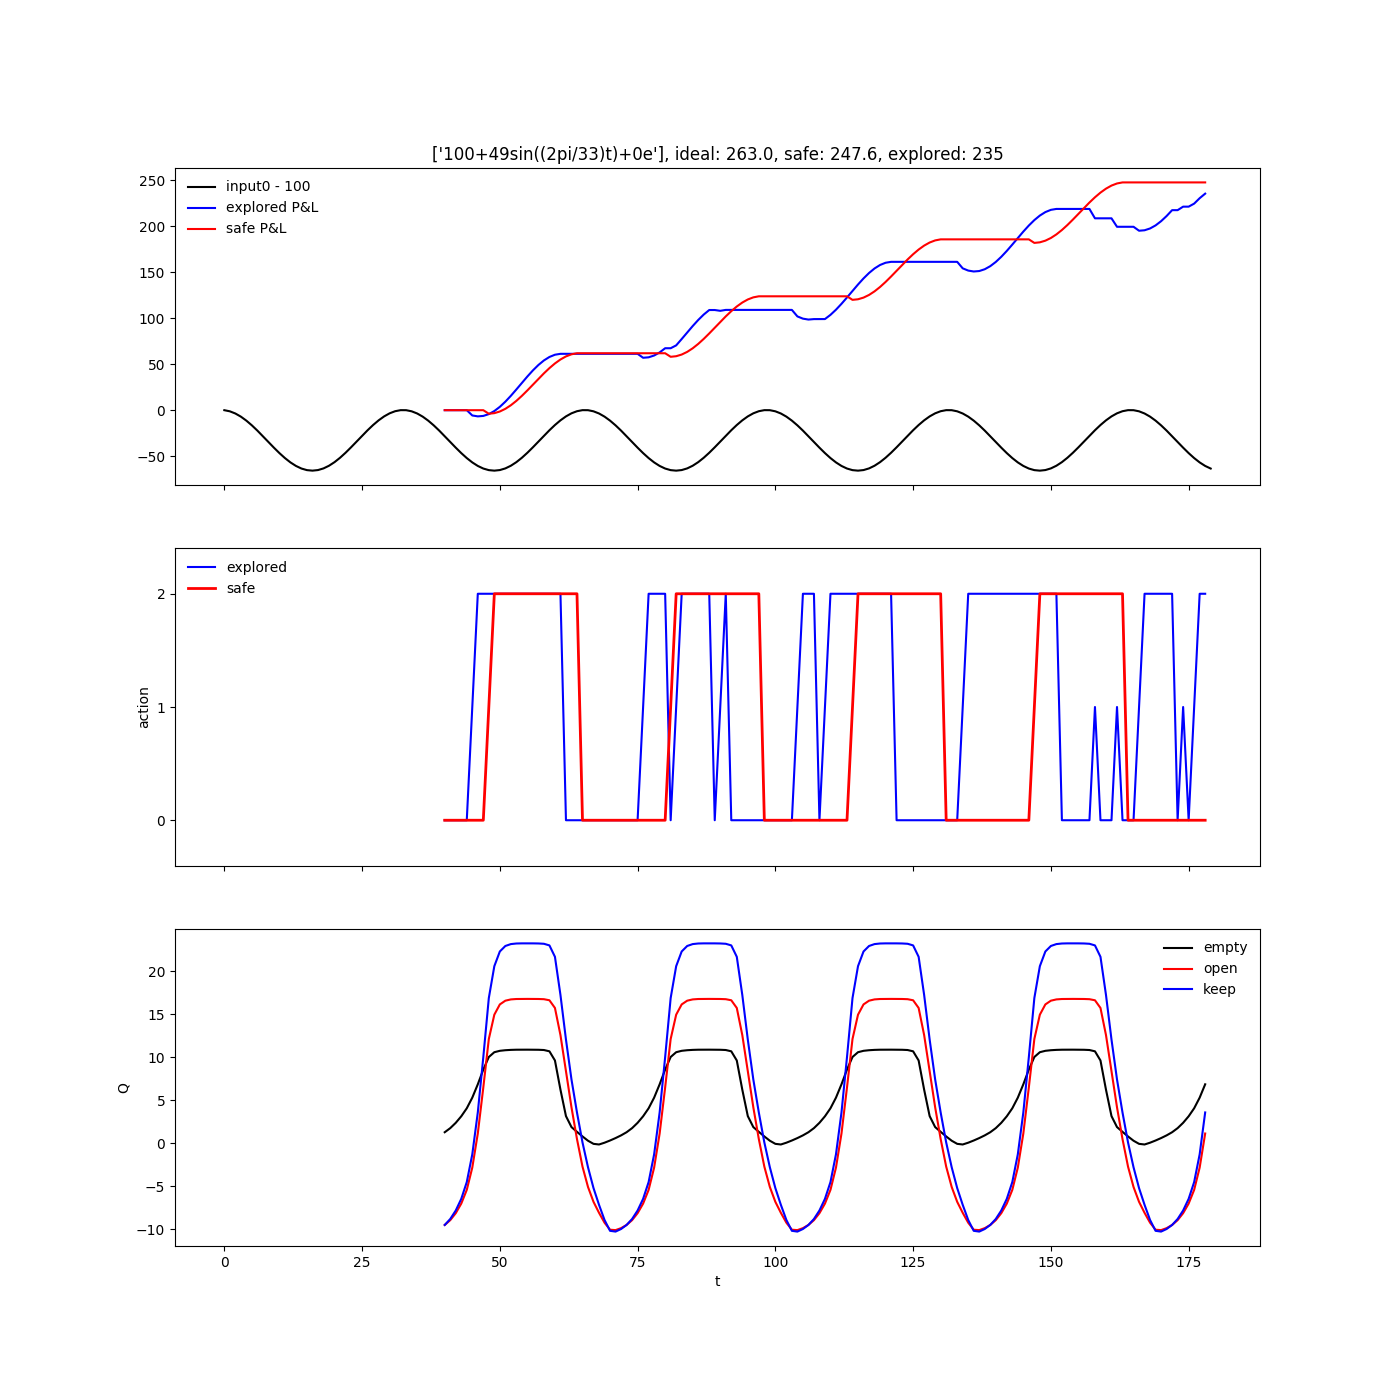 ['100+49sin((2pi/33)t)+0e'], ideal: 263.0, safe: 247.6, explored: 235
250
200
150
100
50
0
−50
input0 - 100
explored P&L
safe P&L
2
1
0
action
explored
safe
20
15
10
5
0
−5
−10
Q
empty
open
keep
0 25 50 75 100 125 150 175
t